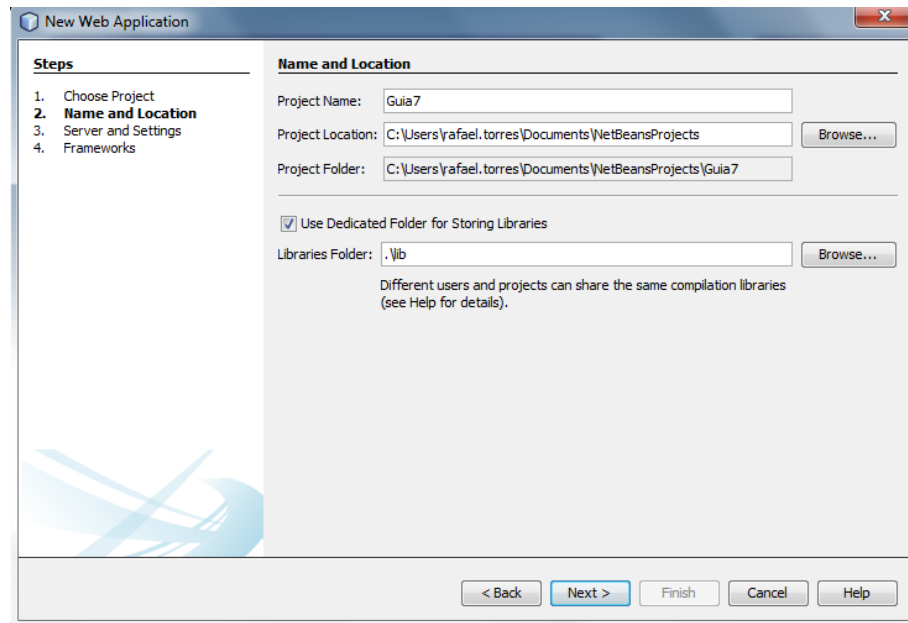 New Web Application
Steps
1. Choose Project
2. Name and Location
3. Server and Settings
4. Frameworks
Name and Location
Project Name: Guia7
Project Location: C:\Users\rafael.torres\Documents\NetBeansProjects Browse...
Project Folder: C:\Users\rafael.torres\Documents\NetBeansProjects\Guia7
Use Dedicated Folder for Storing Libraries
Libraries Folder: .\lib Browse...
Different users and projects can share the same compilation libraries
(see Help for details).
< Back Next > Finish Cancel Help